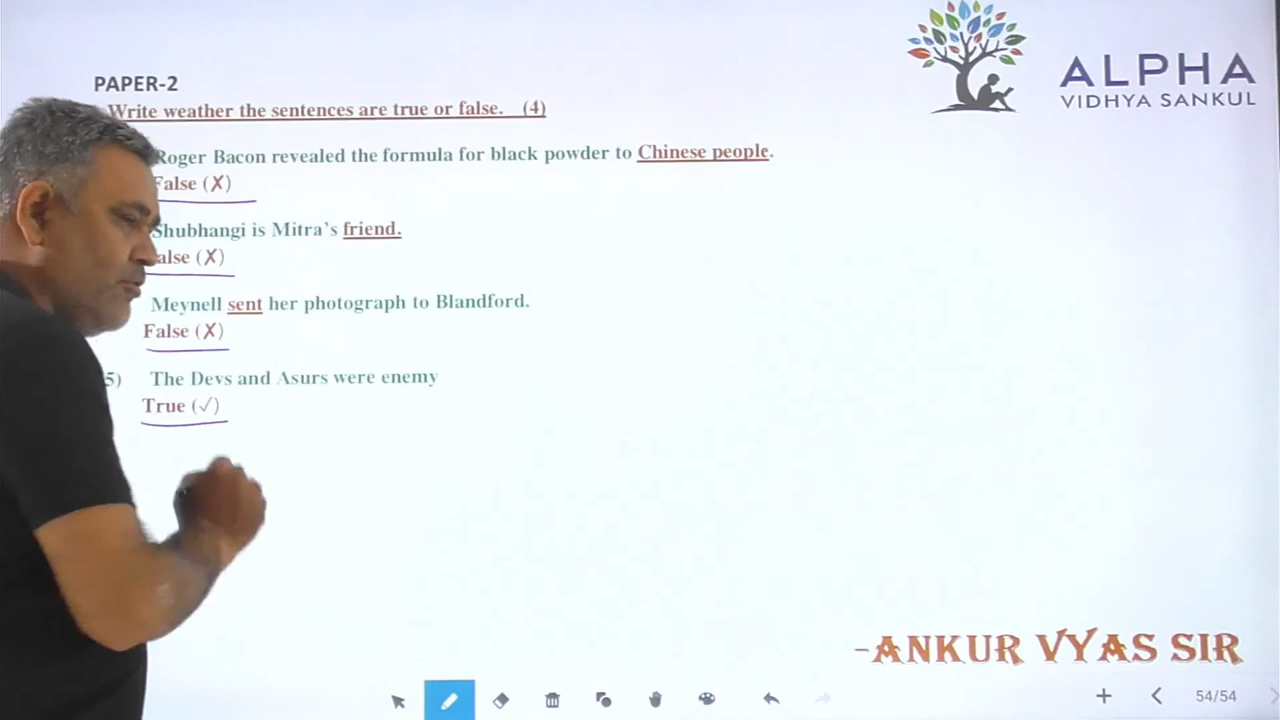 PAPER-2
Write weather the sentences are true or false. (4)
Roger Bacon revealed the formula for black powder to Chinese people.
False (✗)
Shubhangi is Mitra's friend.
alse (✗)
Meynell sent her photograph to Blandford.
False (✗)
5) The Devs and Asurs were enemy
True (✓)
ALPHA
VIDHYA SANKUL
-ANKUR VYAS SIR
54/54